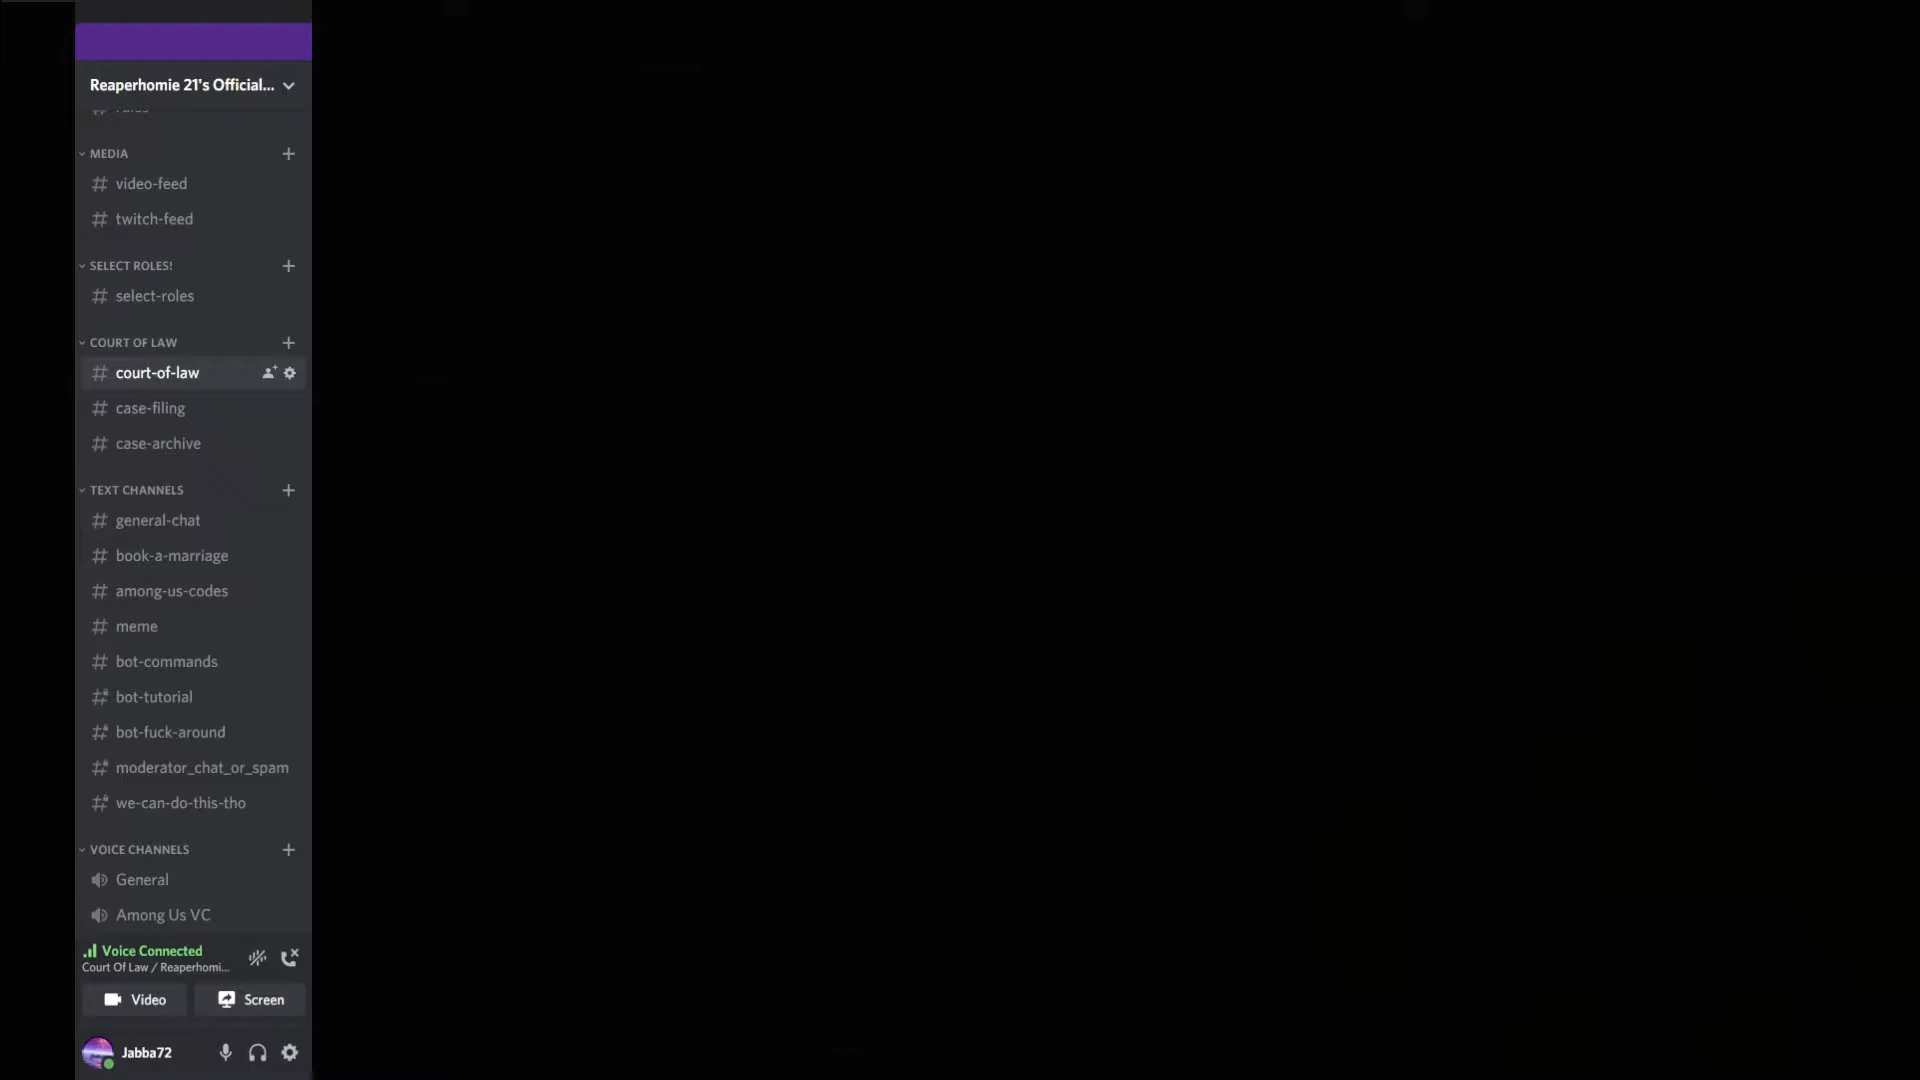 Reaperhomie 21's Official...
MEDIA
video-feed
twitch-feed
SELECT ROLES!
select-roles
COURT OF LAW
court-of-law
case-filing
case-archive
TEXT CHANNELS
general-chat
book-a-marriage
among-us-codes
meme
bot-commands
bot-tutorial
bot-fuck-around
moderator_chat_or_spam
we-can-do-this-tho
VOICE CHANNELS
General
Among Us VC
Voice Connected
Court Of Law / Reaperhomi...
Video Screen
Jabba72